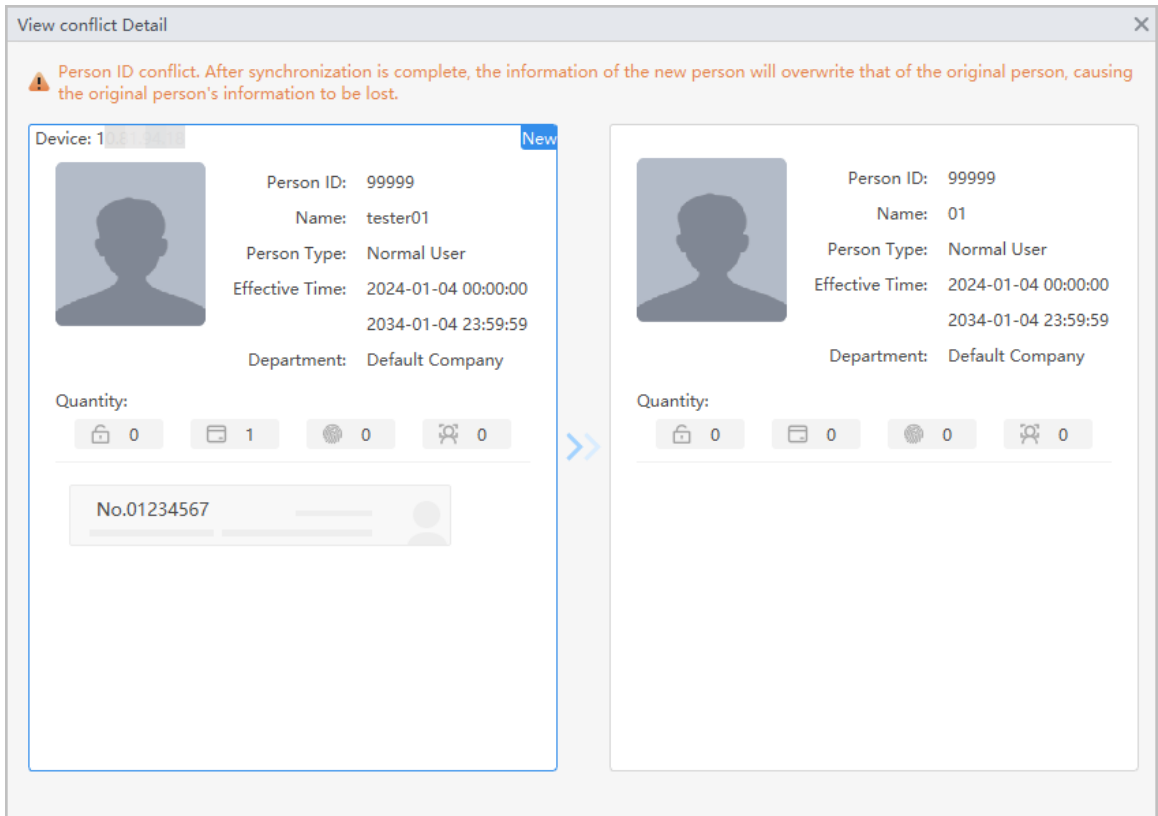 View conflict Detail
Person ID conflict. After synchronization is complete, the information of the new person will overwrite that of the original person, causing
the original person's information to be lost.
Device: 1
New
Person ID: 99999
Name: tester01
Person Type: Normal User
Effective Time: 2024-01-04 00:00:00
2034-01-04 23:59:59
Department: Default Company
Quantity:
0 1 0 0
No.01234567
Person ID: 99999
Name: 01
Person Type: Normal User
Effective Time: 2024-01-04 00:00:00
2034-01-04 23:59:59
Department: Default Company
Quantity:
0 0 0 0